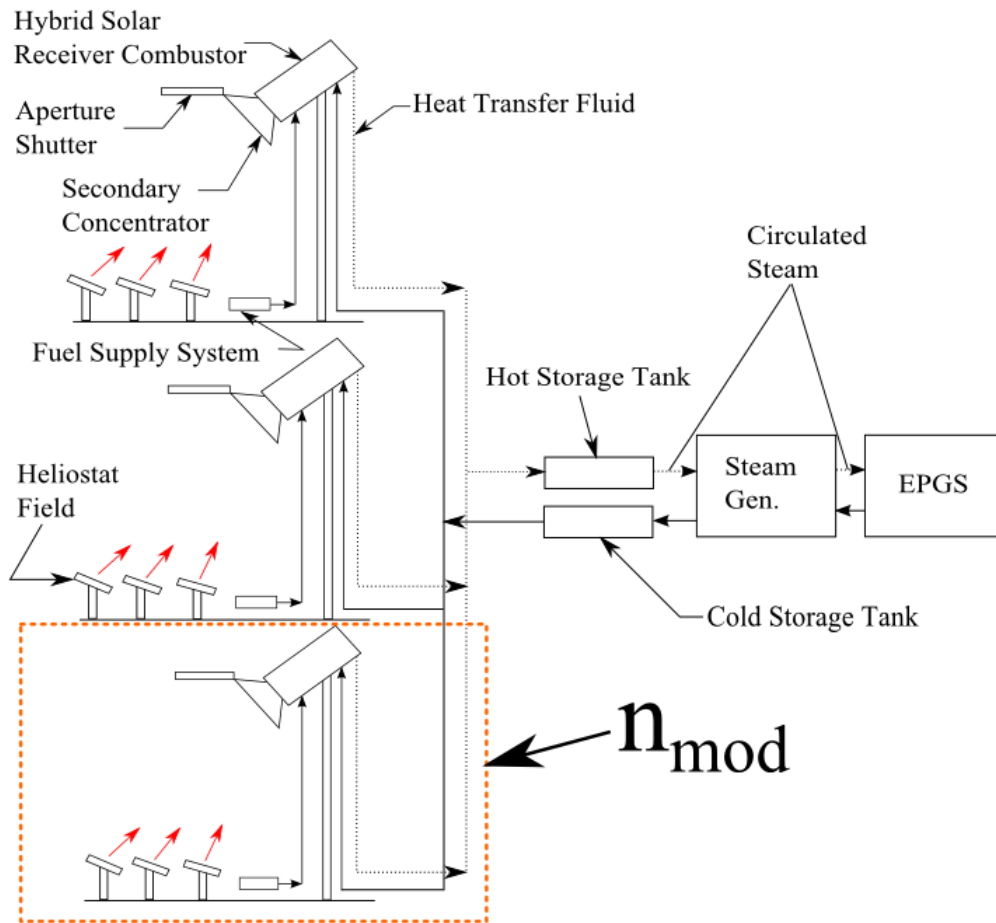 Hybrid Solar
Receiver Combustor
Aperture
Shutter
Heat Transfer Fluid
Secondary
Concentrator
Circulated
Steam
Fuel Supply System
Hot Storage Tank
Heliostat
Field
Steam
Gen.
EPGS
Cold Storage Tank
n_mod